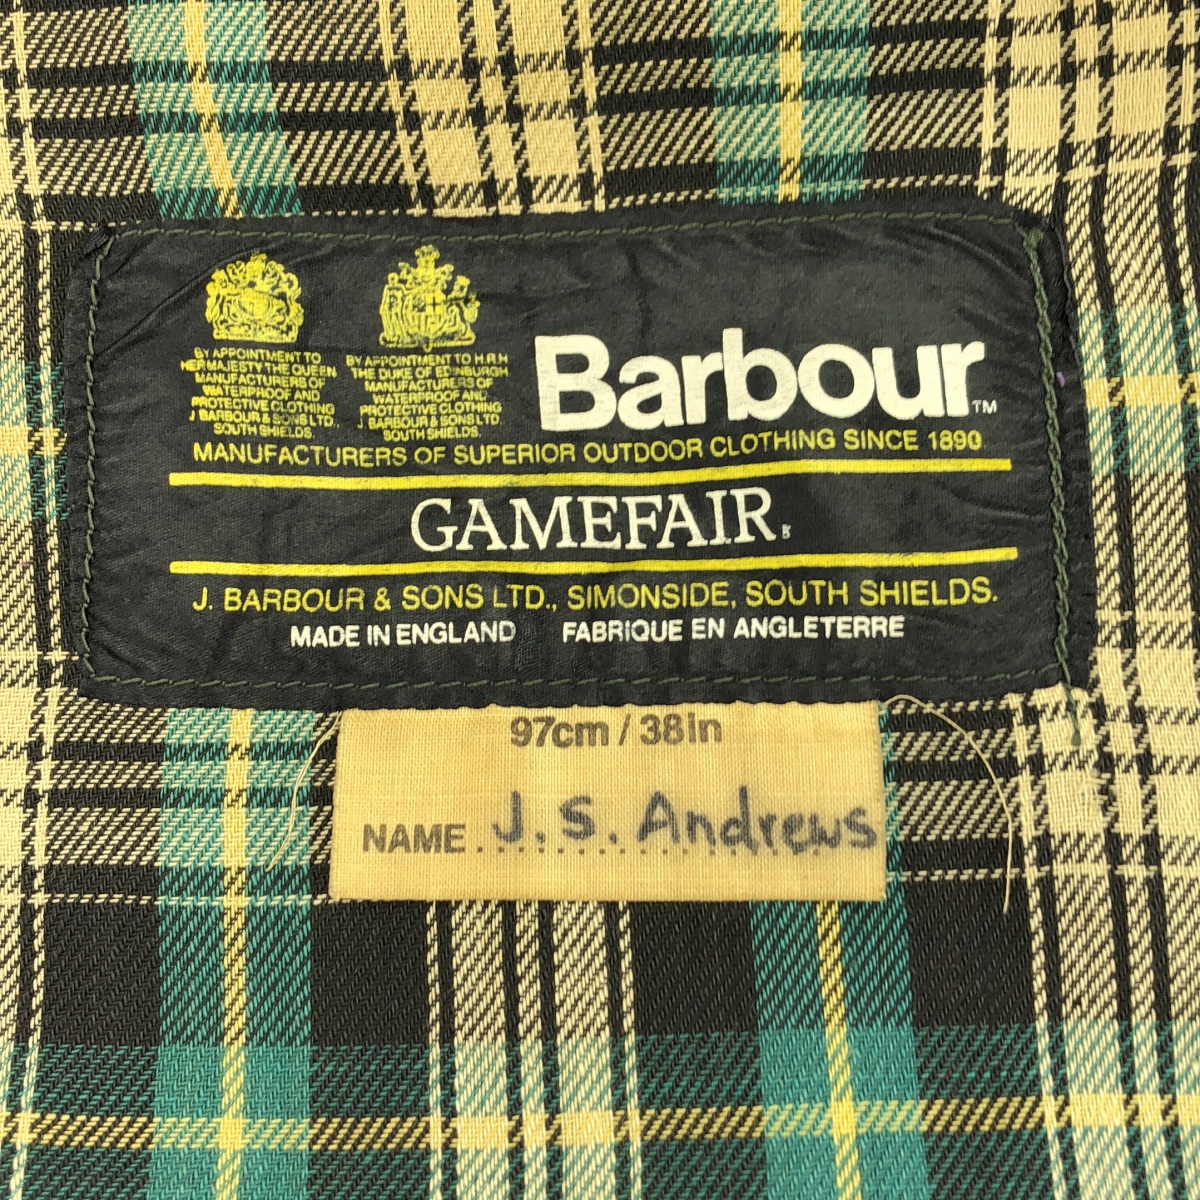 BY APPOINTMENT TO
HER MAJESTY THE QUEEN
MANUFACTURERS OF
WATERPROOF AND
PROTECTIVE CLOTHING
J BARBOUR & SONS LTD.
SOUTH SHIELDS.
BY APPOINTMENT TO H.R.H
THE DUKE OF EDINBURGH
MANUFACTURERS OF
WATERPROOF AND
PROTECTIVE CLOTHING
J. BARBOUR & SONS LTD.
SOUTH SHIELDS.
Barbour™
MANUFACTURERS OF SUPERIOR OUTDOOR CLOTHING SINCE 1890
GAMEFAIR
J. BARBOUR & SONS LTD., SIMONSIDE, SOUTH SHIELDS.
MADE IN ENGLAND FABRIQUE EN ANGLETERRE
97cm / 38in
NAME J. S. Andrews